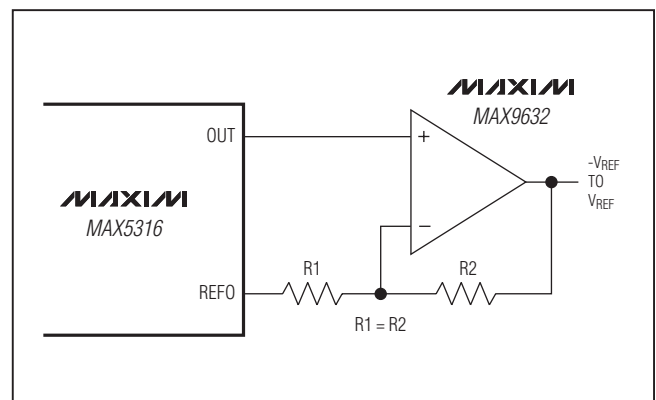 MAXIM
MAX9632
OUT
+
-VREF
TO
VREF
MAXIM
MAX5316
−
R1
R2
REFO
R1 = R2